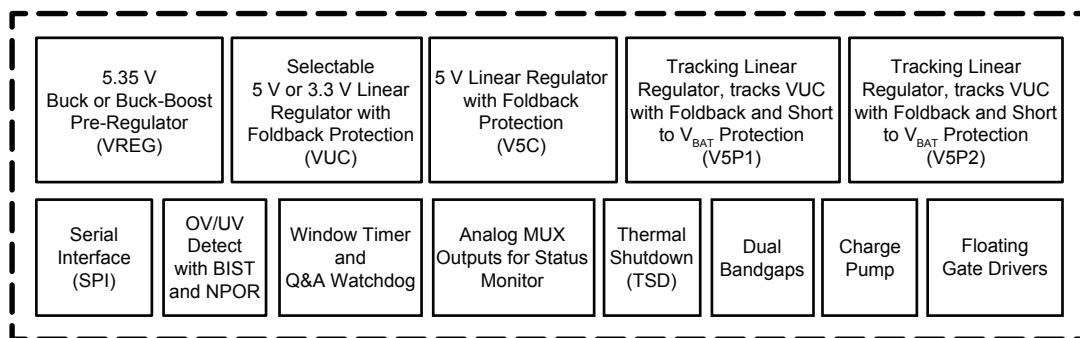 5.35 V
Buck or Buck-Boost
Pre-Regulator
(VREG)
Selectable
5 V or 3.3 V Linear
Regulator with
Foldback Protection
(VUC)
5 V Linear Regulator
with Foldback
Protection
(V5C)
Tracking Linear
Regulator, tracks VUC
with Foldback and Short
to VBAT Protection
(V5P1)
Tracking Linear
Regulator, tracks VUC
with Foldback and Short
to VBAT Protection
(V5P2)
Serial
Interface
(SPI)
OV/UV
Detect
with BIST
and NPOR
Window Timer
and
Q&A Watchdog
Analog MUX
Outputs for Status
Monitor
Thermal
Shutdown
(TSD)
Dual
Bandgaps
Charge
Pump
Floating
Gate Drivers